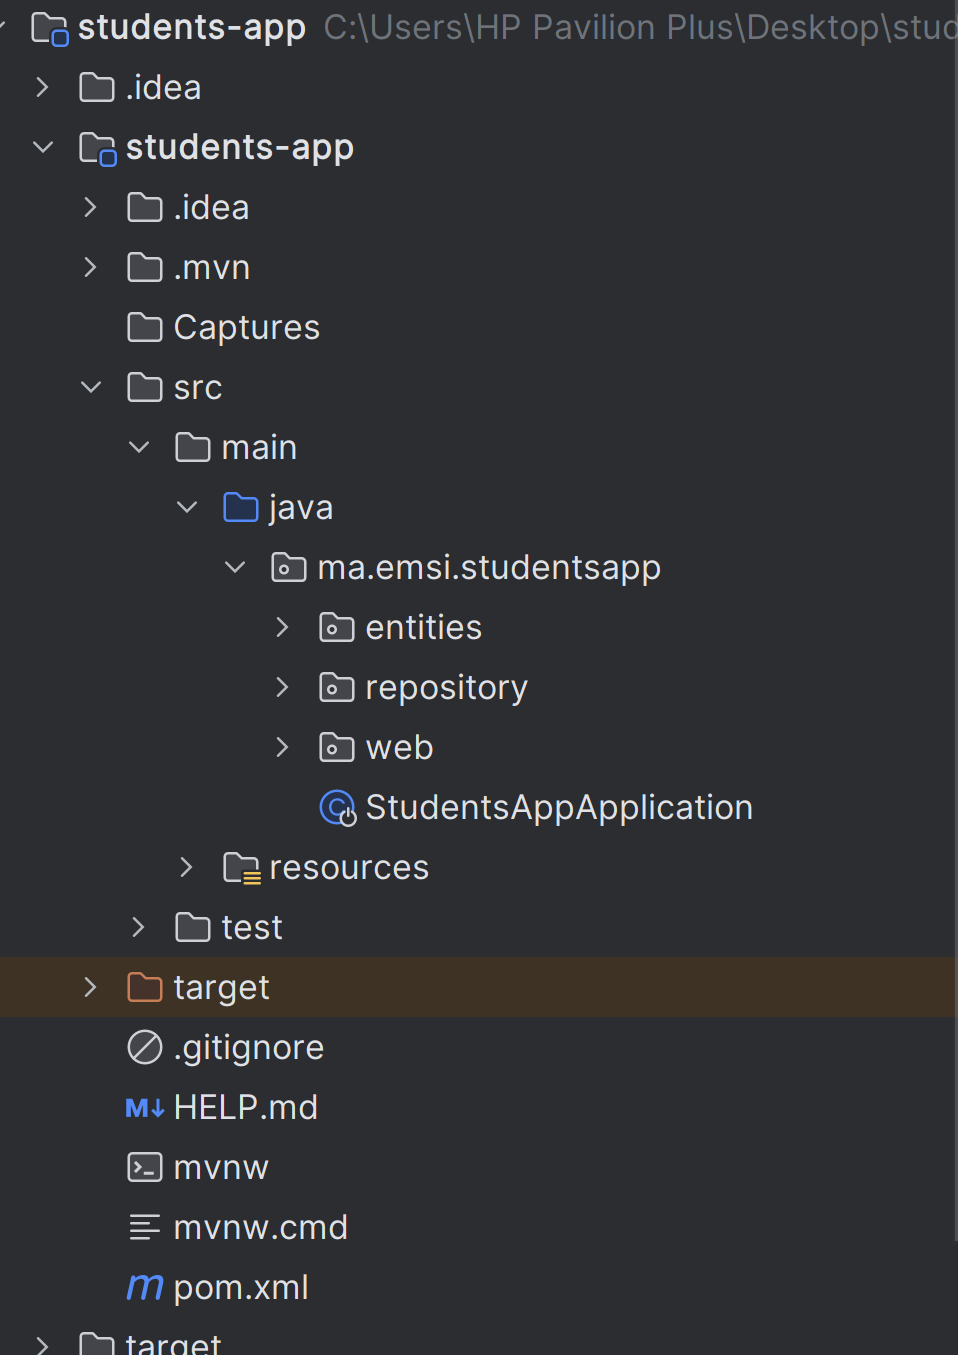 students-app C:\Users\HP Pavilion Plus\Desktop\stud
.idea
students-app
.idea
.mvn
Captures
src
main
java
ma.emsi.studentsapp
entities
repository
web
StudentsAppApplication
resources
test
target
.gitignore
M↓ HELP.md
mvnw
mvnw.cmd
m pom.xml
target